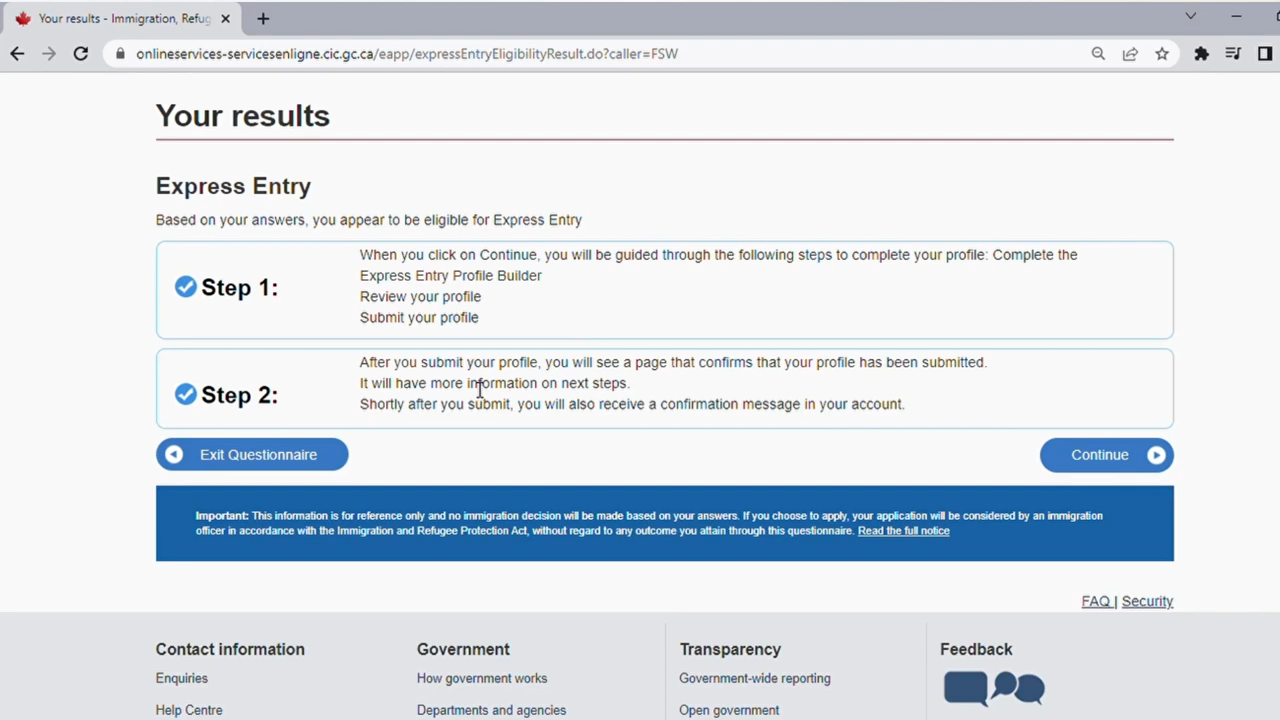 Your results - Immigration, Refug
onlineservices-servicesenligne.cic.gc.ca/eapp/expressEntryEligibilityResult.do?caller=FSW
Your results
Express Entry
Based on your answers, you appear to be eligible for Express Entry
Step 1:
When you click on Continue, you will be guided through the following steps to complete your profile: Complete the
Express Entry Profile Builder
Review your profile
Submit your profile
Step 2:
After you submit your profile, you will see a page that confirms that your profile has been submitted.
It will have more information on next steps.
Shortly after you submit, you will also receive a confirmation message in your account.
Exit Questionnaire
Continue
Important: This information is for reference only and no immigration decision will be made based on your answers. If you choose to apply, your application will be considered by an immigration
officer in accordance with the Immigration and Refugee Protection Act, without regard to any outcome you attain through this questionnaire. Read the full notice
FAQ | Security
Contact information
Enquiries
Help Centre
Government
How government works
Departments and agencies
Transparency
Government-wide reporting
Open government
Feedback